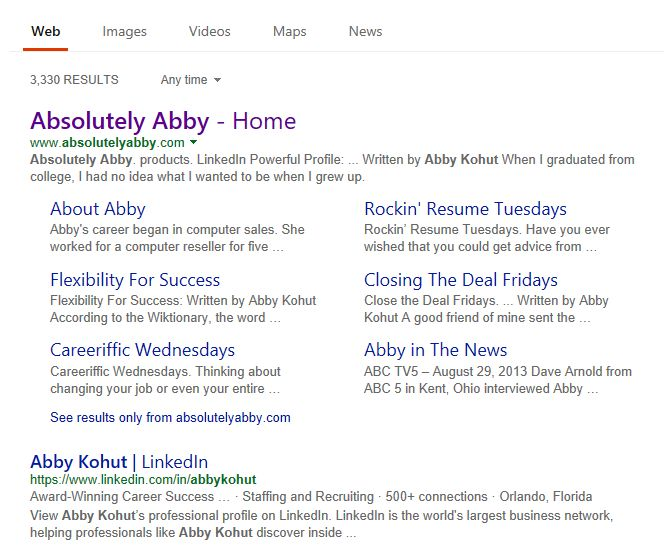 Web Images Videos Maps News
3,330 RESULTS Any time
Absolutely Abby - Home
www.absolutelyabby.com
Absolutely Abby. products. LinkedIn Powerful Profile: ... Written by Abby Kohut When I graduated from
college, I had no idea what I wanted to be when I grew up.
About Abby
Abby's career began in computer sales. She
worked for a computer reseller for five ...
Rockin' Resume Tuesdays
Rockin’ Resume Tuesdays. Have you ever
wished that you could get advice from ...
Flexibility For Success
Flexibility For Success: Written by Abby Kohut
According to the Wiktionary, the word ...
Closing The Deal Fridays
Close the Deal Fridays. ... Written by Abby
Kohut A good friend of mine sent the ...
Careeriffic Wednesdays
Careeriffic Wednesdays. Thinking about
changing your job or even your entire ...
Abby in The News
ABC TV5 – August 29, 2013 Dave Arnold from
ABC 5 in Kent, Ohio interviewed Abby ...
See results only from absolutelyabby.com
Abby Kohut | LinkedIn
https://www.linkedin.com/in/abbykohut
Award-Winning Career Success ... · Staffing and Recruiting · 500+ connections · Orlando, Florida
View Abby Kohut’s professional profile on LinkedIn. LinkedIn is the world's largest business network,
helping professionals like Abby Kohut discover inside ...